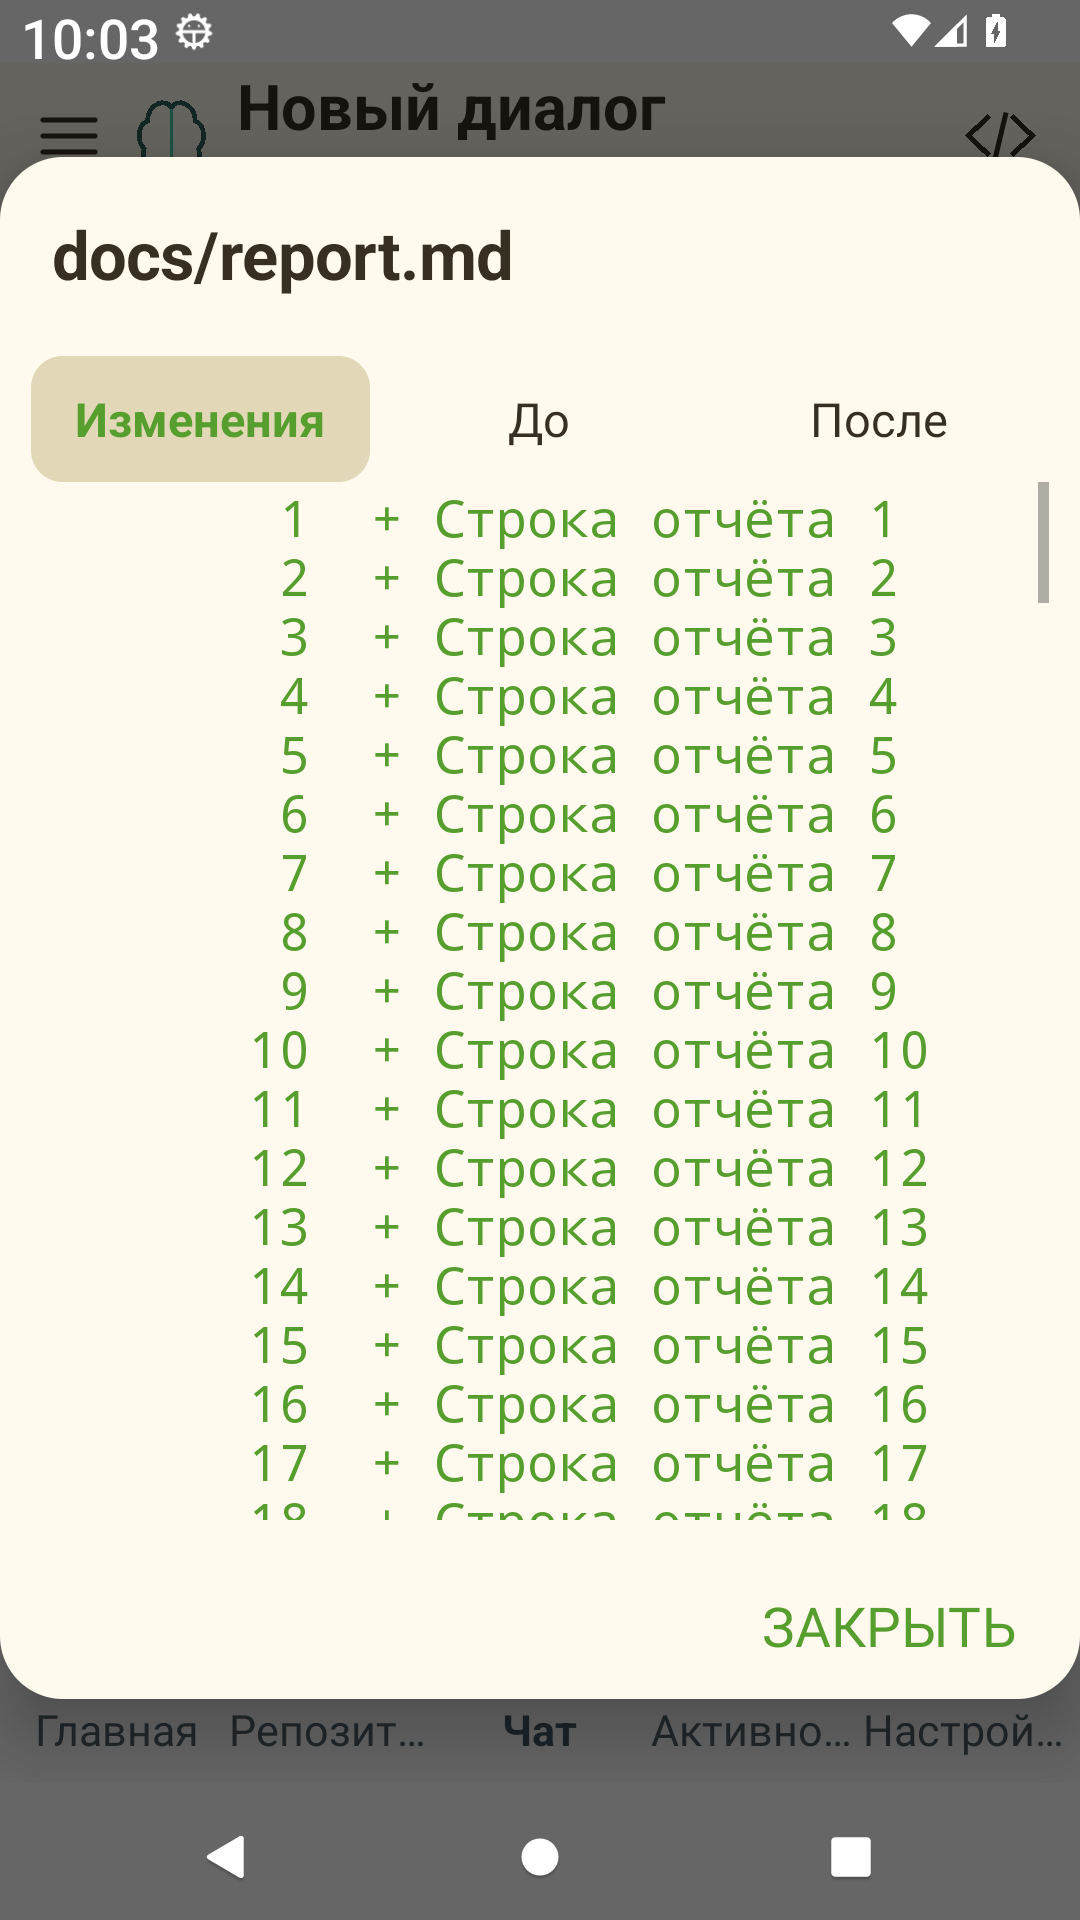 10:03
Новый диалог
docs/report.md
Изменения До После
1 + Строка отчёта 1
2 + Строка отчёта 2
3 + Строка отчёта 3
4 + Строка отчёта 4
5 + Строка отчёта 5
6 + Строка отчёта 6
7 + Строка отчёта 7
8 + Строка отчёта 8
9 + Строка отчёта 9
10 + Строка отчёта 10
11 + Строка отчёта 11
12 + Строка отчёта 12
13 + Строка отчёта 13
14 + Строка отчёта 14
15 + Строка отчёта 15
16 + Строка отчёта 16
17 + Строка отчёта 17
18 + Строка отчёта 18
ЗАКРЫТЬ
Главная Репозит… Чат Активно… Настрой…